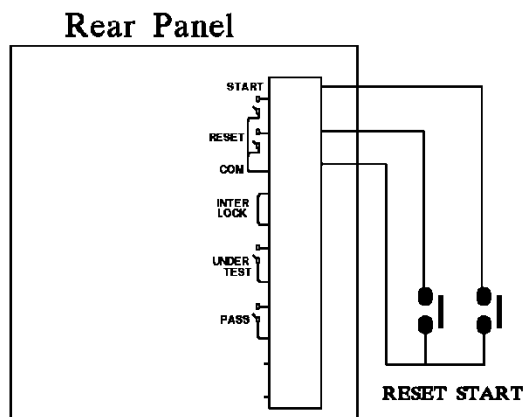 Rear Panel
START
RESET
COM
INTER
LOCK
UNDER
TEST
PASS
RESET START